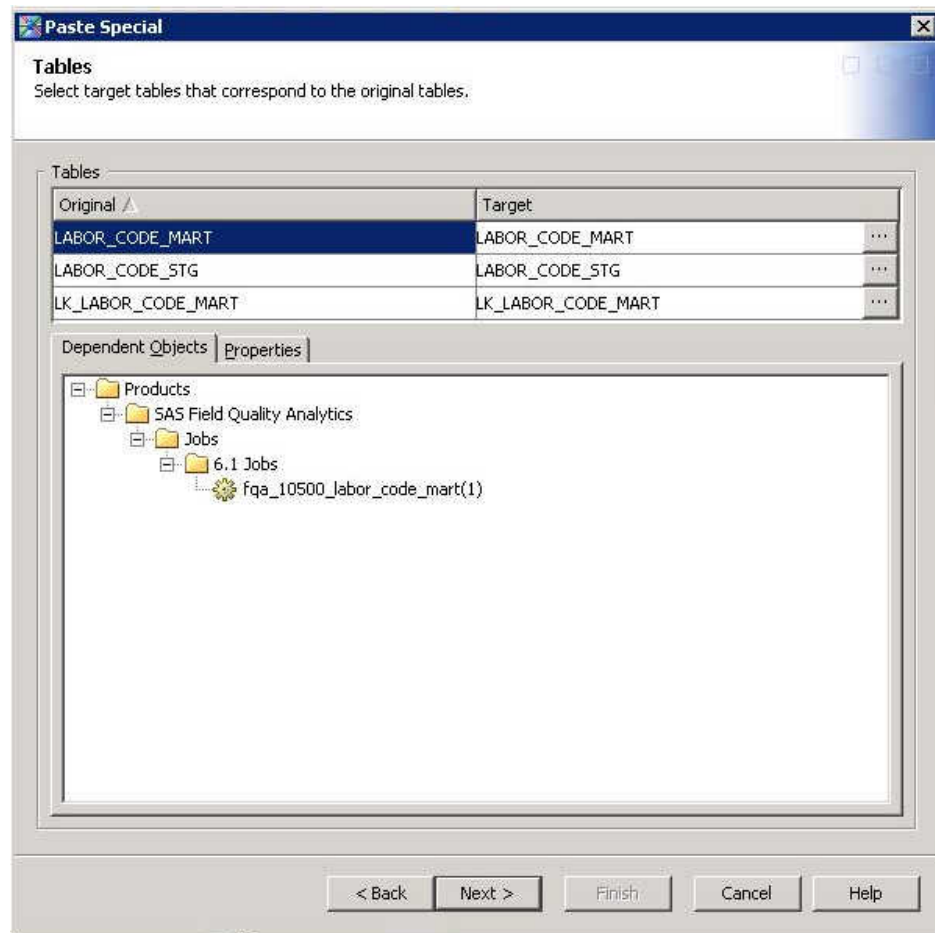 Paste Special
Tables
Select target tables that correspond to the original tables.
Tables
Original Target
LABOR_CODE_MART LABOR_CODE_MART ...
LABOR_CODE_STG LABOR_CODE_STG ...
LK_LABOR_CODE_MART LK_LABOR_CODE_MART ...
Dependent Objects Properties
Products
SAS Field Quality Analytics
Jobs
6.1 Jobs
fqa_10500_labor_code_mart(1)
< Back Next > Finish Cancel Help